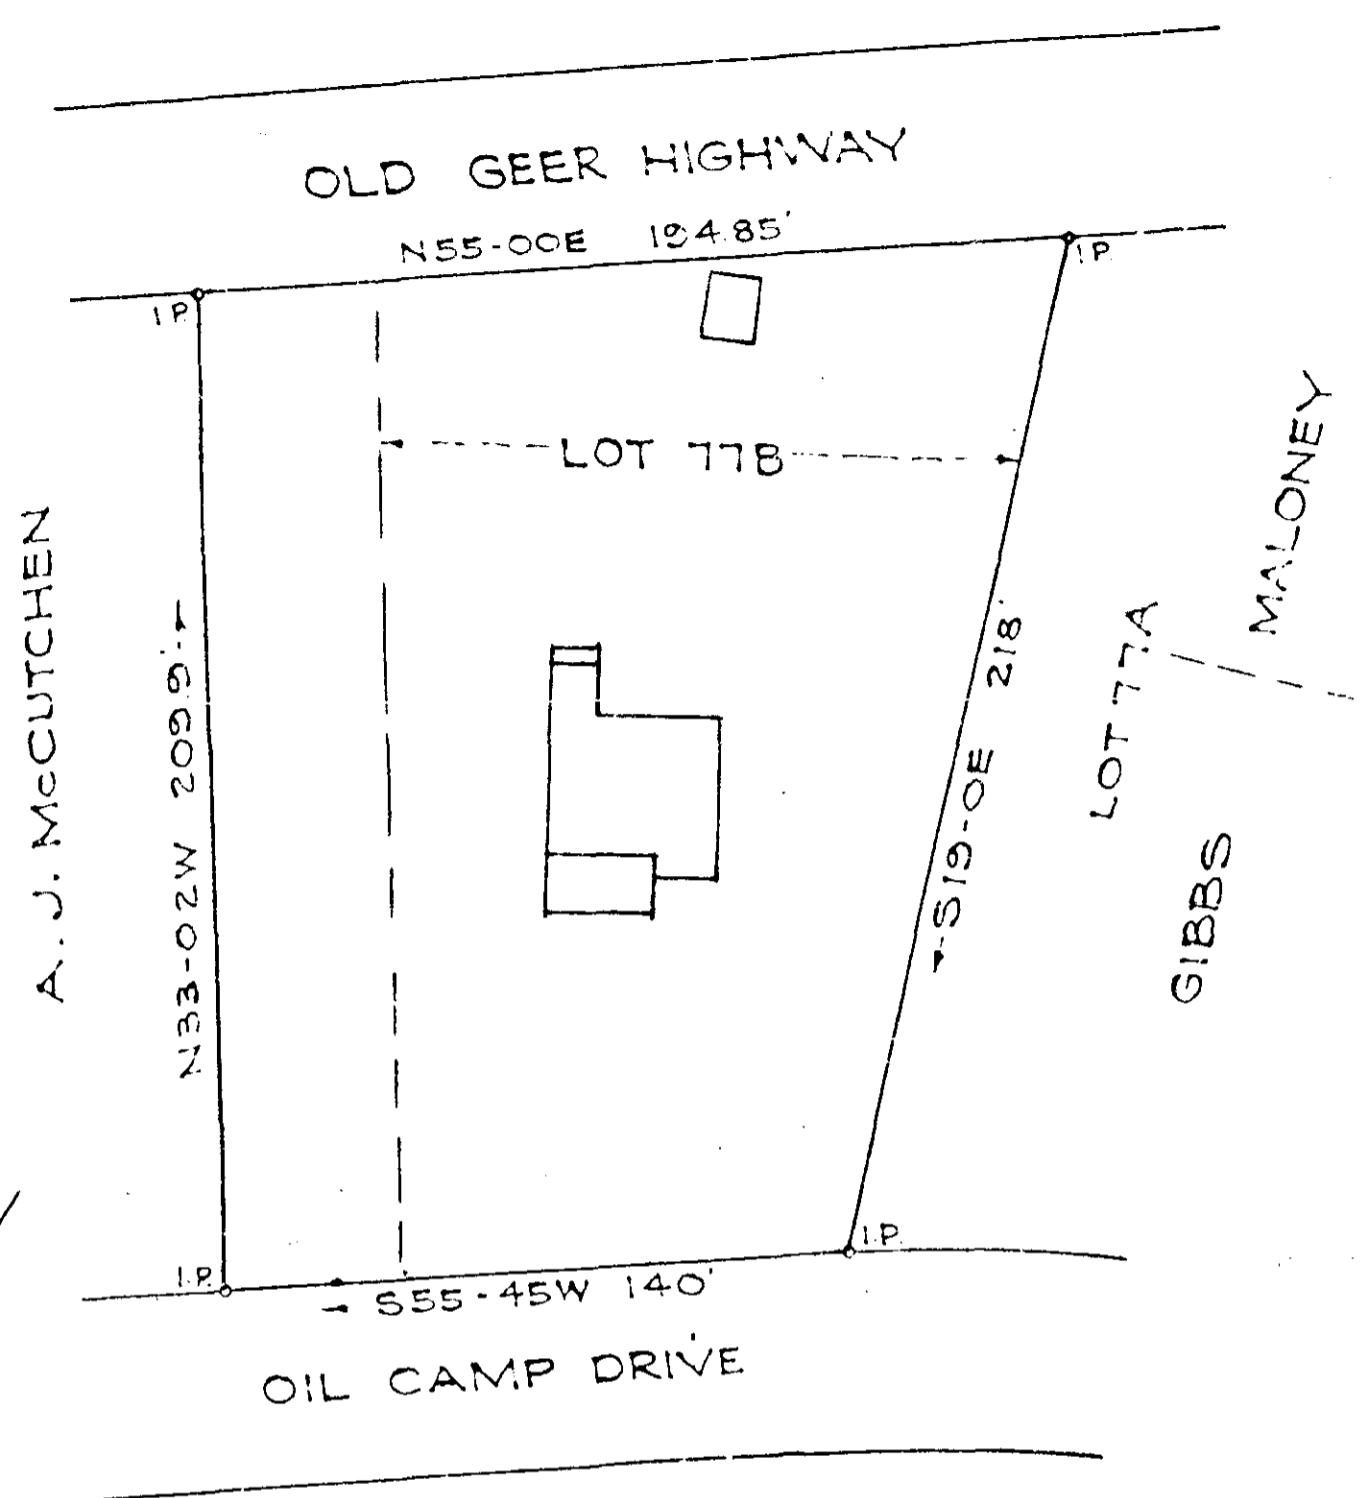 OLD GEER HIGHWAY
N55-00E 194.85'
I.P.
I.P.
LOT 77B
A. J. McCUTCHEN
N33-02W 209.9'
S19-0E 218'
LOT 77A
MALONEY
GIBBS
I.P.
I.P.
S55-45W 140'
OIL CAMP DRIVE